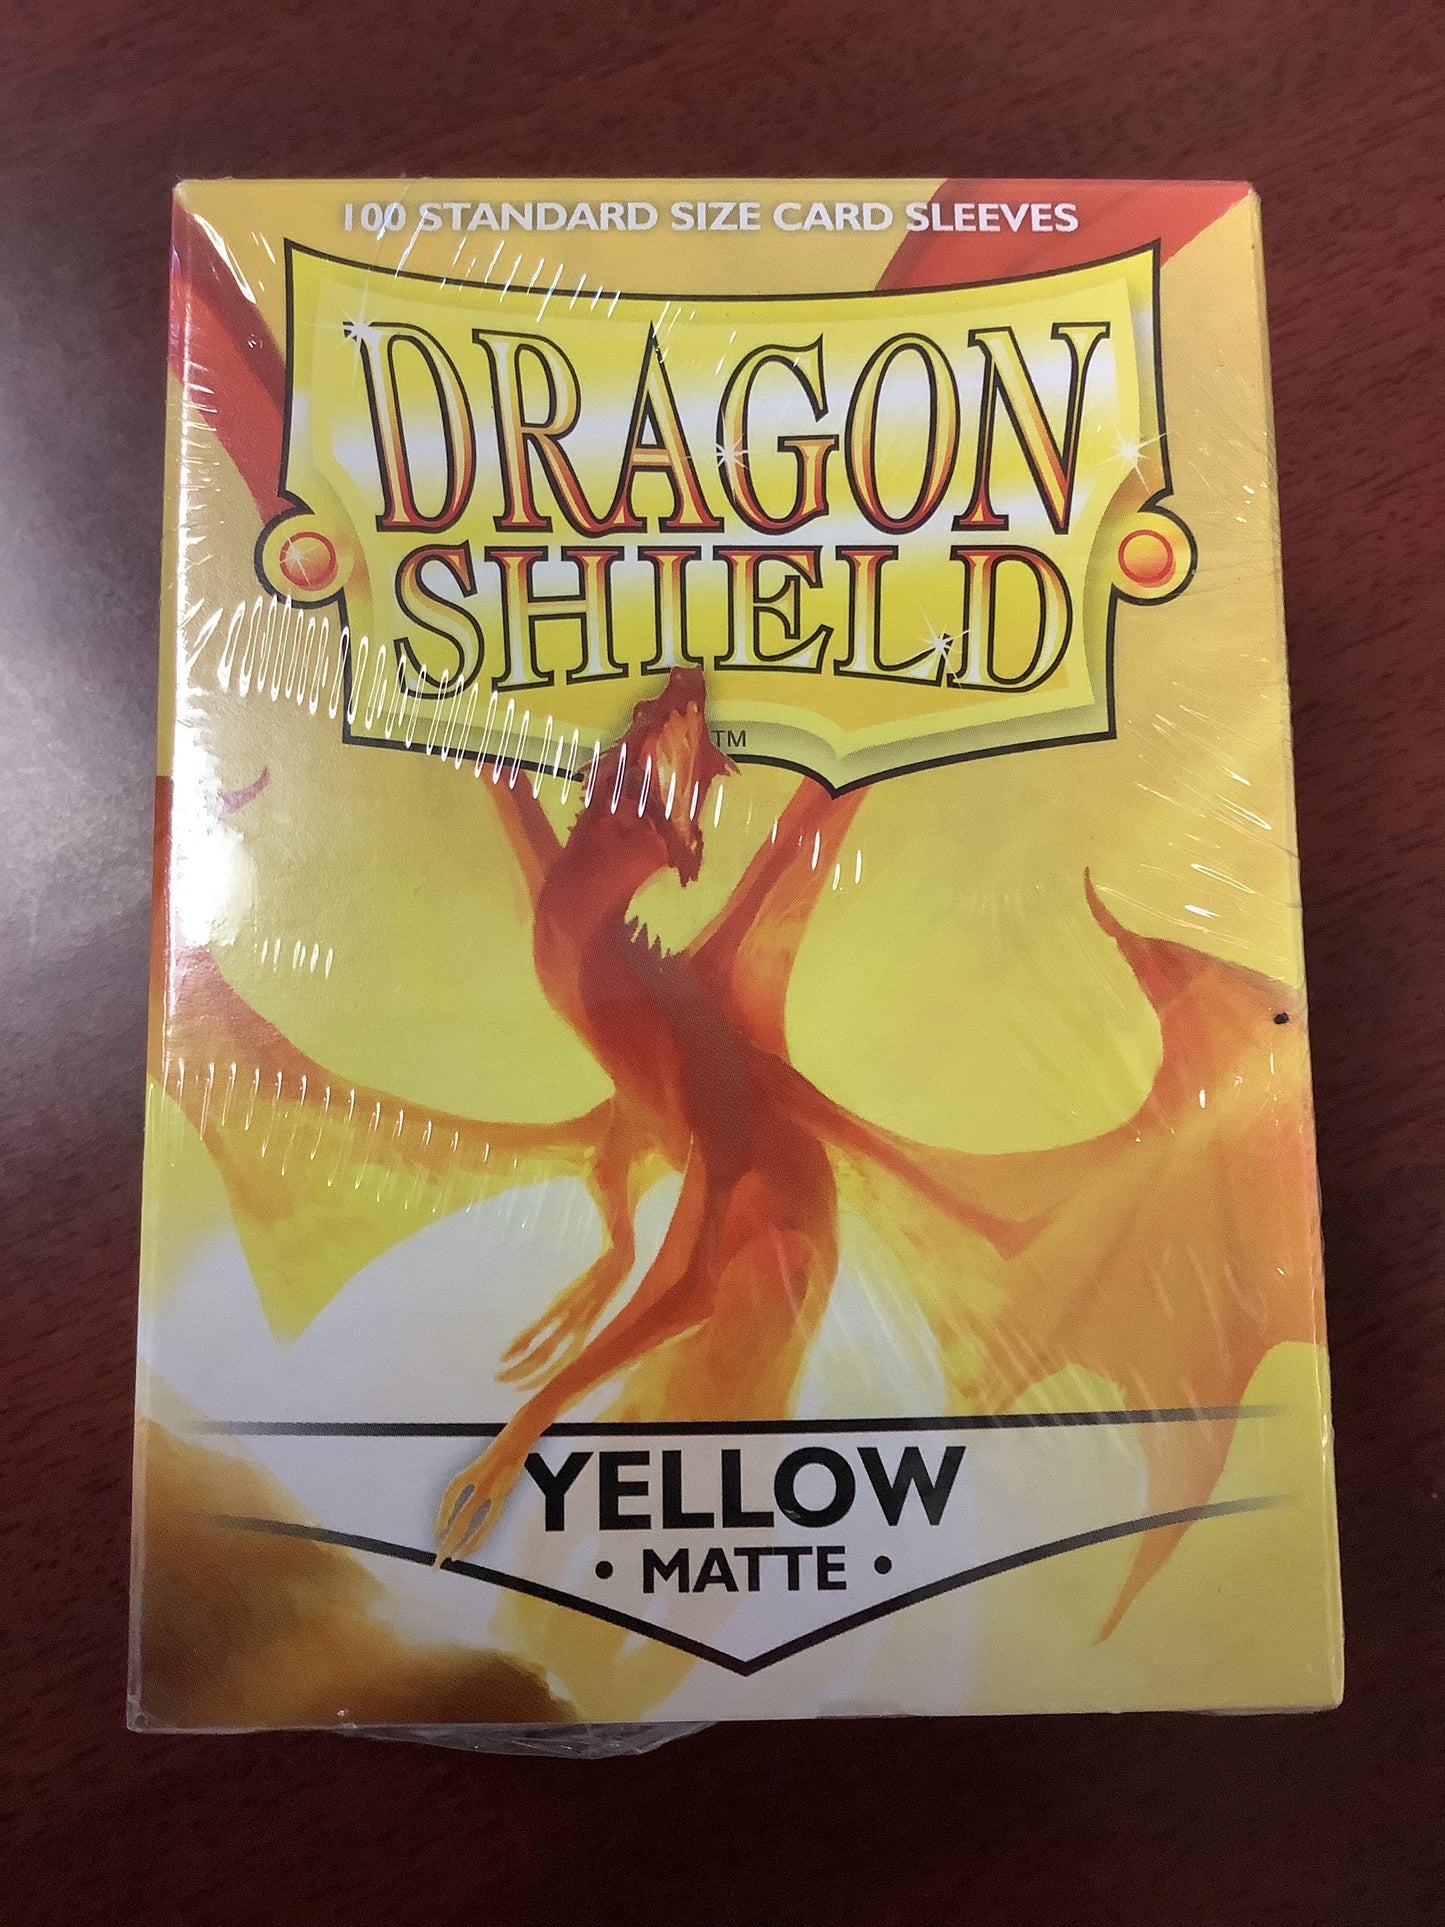 100 STANDARD SIZE CARD SLEEVES
DRAGON
SHIELD
TM
YELLOW
• MATTE •